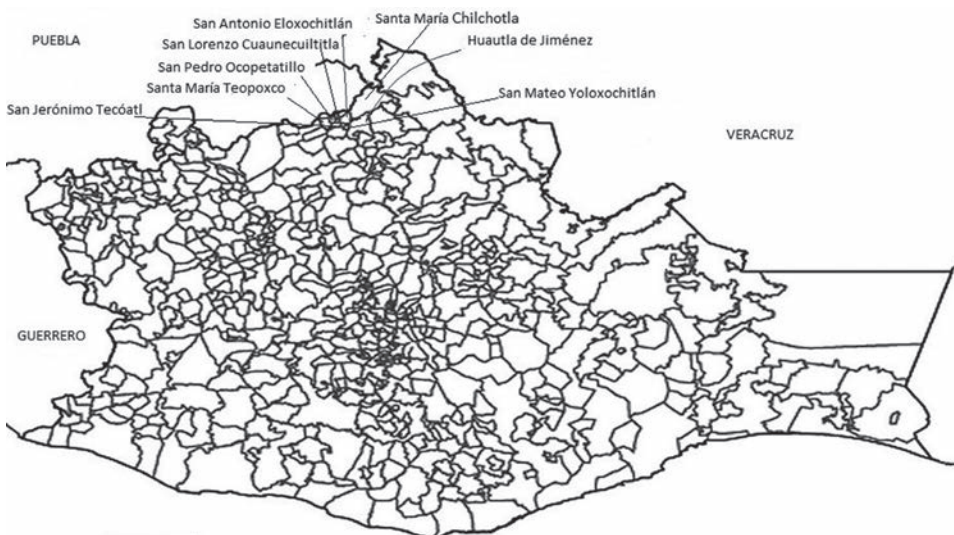 San Antonio Eloxochitlán
Santa María Chilchotla
PUEBLA
San Lorenzo Cuaunecuiltitla
Huautla de Jiménez
San Pedro Ocopetatillo
Santa María Teopoxco
San Mateo Yoloxochitlán
San Jerónimo Tecóatl
VERACRUZ
GUERRERO